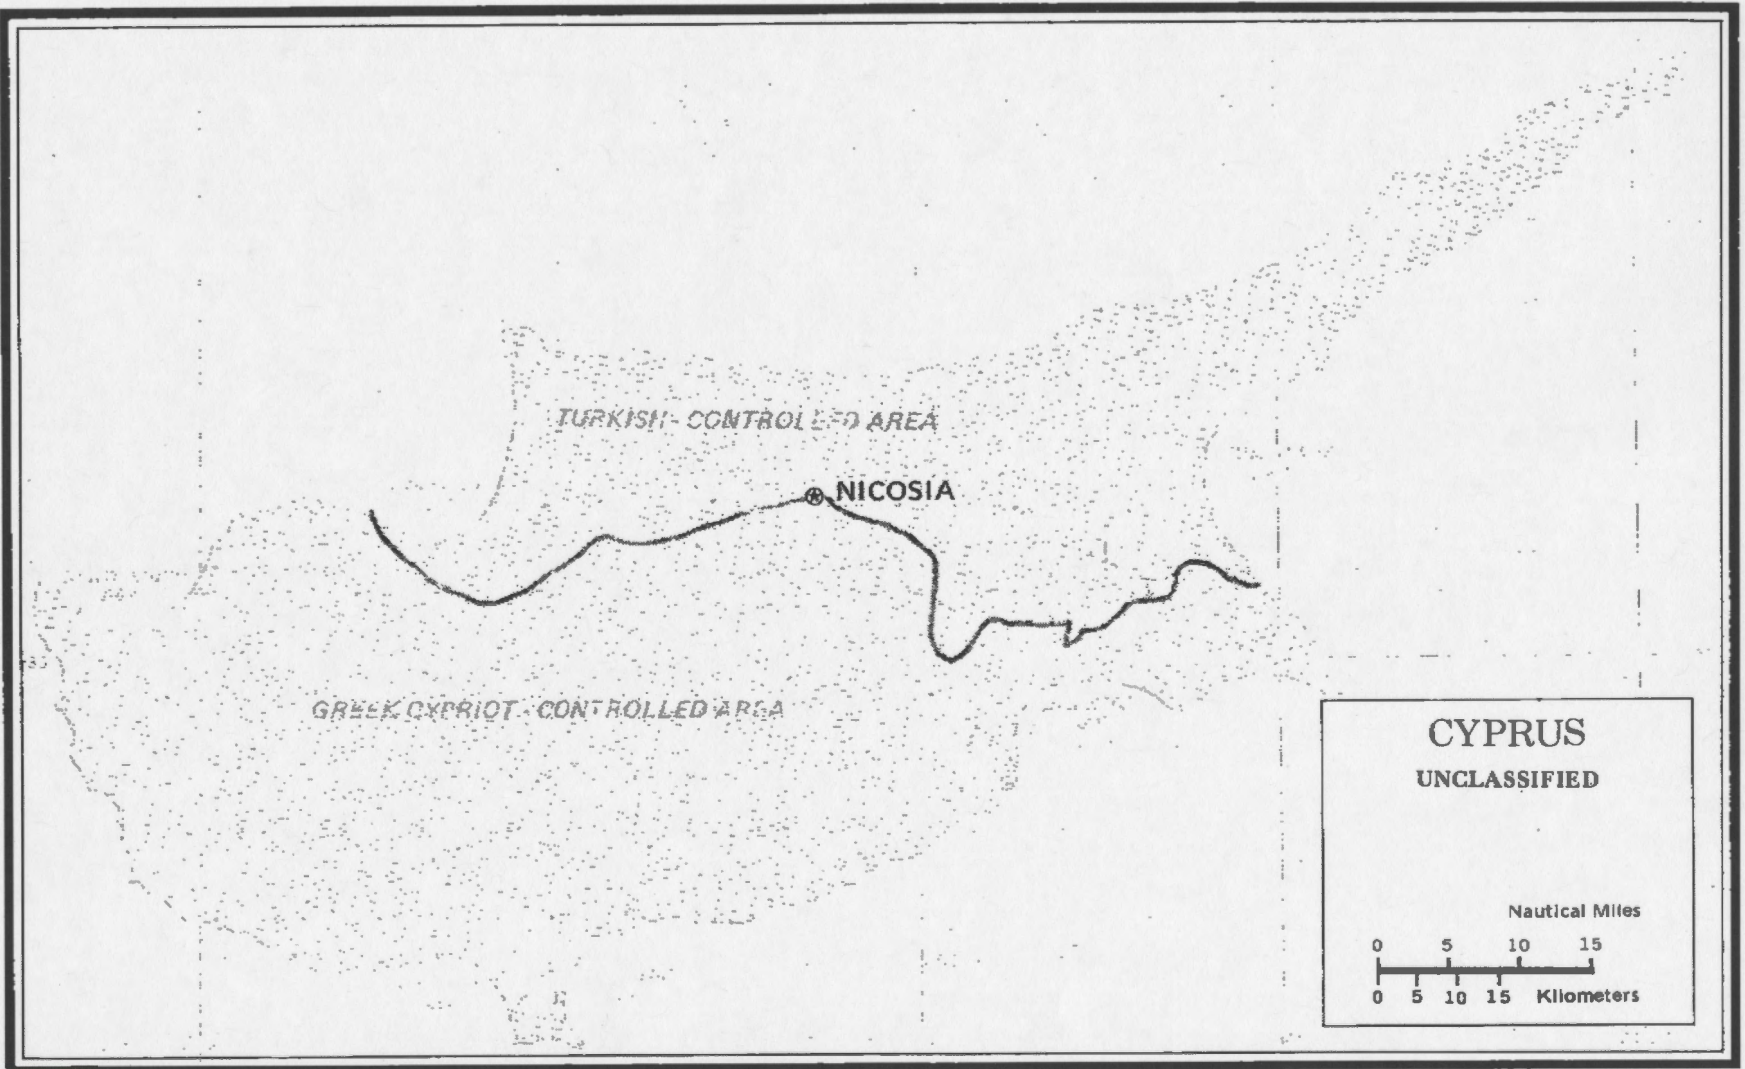 TURKISH - CONTROLLED AREA
NICOSIA
GREEK CYPRIOT - CONTROLLED AREA
CYPRUS
UNCLASSIFIED
Nautical Miles
0 5 10 15
0 5 10 15 Kilometers